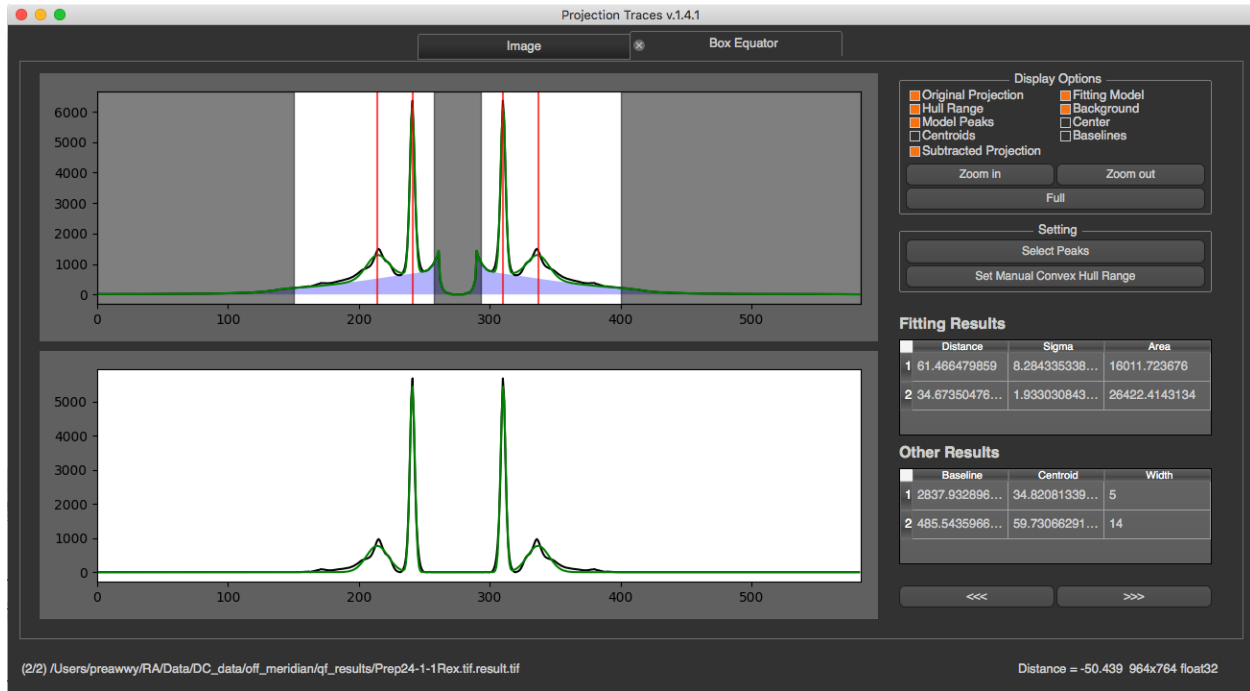 Projection Traces v.1.4.1
Image
Box Equator
6000
5000
4000
3000
2000
1000
0
0 100 200 300 400 500
5000
4000
3000
2000
1000
0
0 100 200 300 400 500
Display Options
Original Projection Fitting Model
Hull Range Background
Model Peaks Center
Centroids Baselines
Subtracted Projection
Zoom in Zoom out
Full
Setting
Select Peaks
Set Manual Convex Hull Range
Fitting Results
Distance Sigma Area
1 61.466479859 8.284335338... 16011.723676
2 34.67350476... 1.933030843... 26422.4143134
Other Results
Baseline Centroid Width
1 2837.932896... 34.82081339... 5
2 485.5435966... 59.73066291... 14
<<< >>>
(2/2) /Users/preawwy/RA/Data/DC_data/off_meridian/qf_results/Prep24-1-1Rex.tif.result.tif
Distance = -50.439 964x764 float32